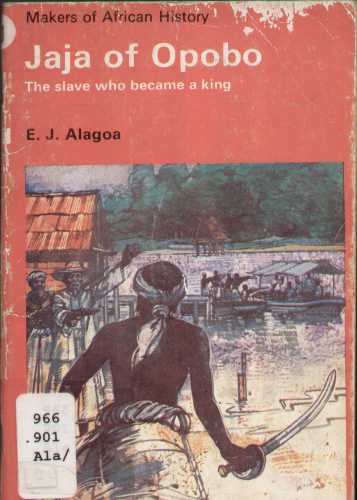 Makers of African History
Jaja of Opobo
The slave who became a king
E. J. Alagoa
966
.901
Ala/